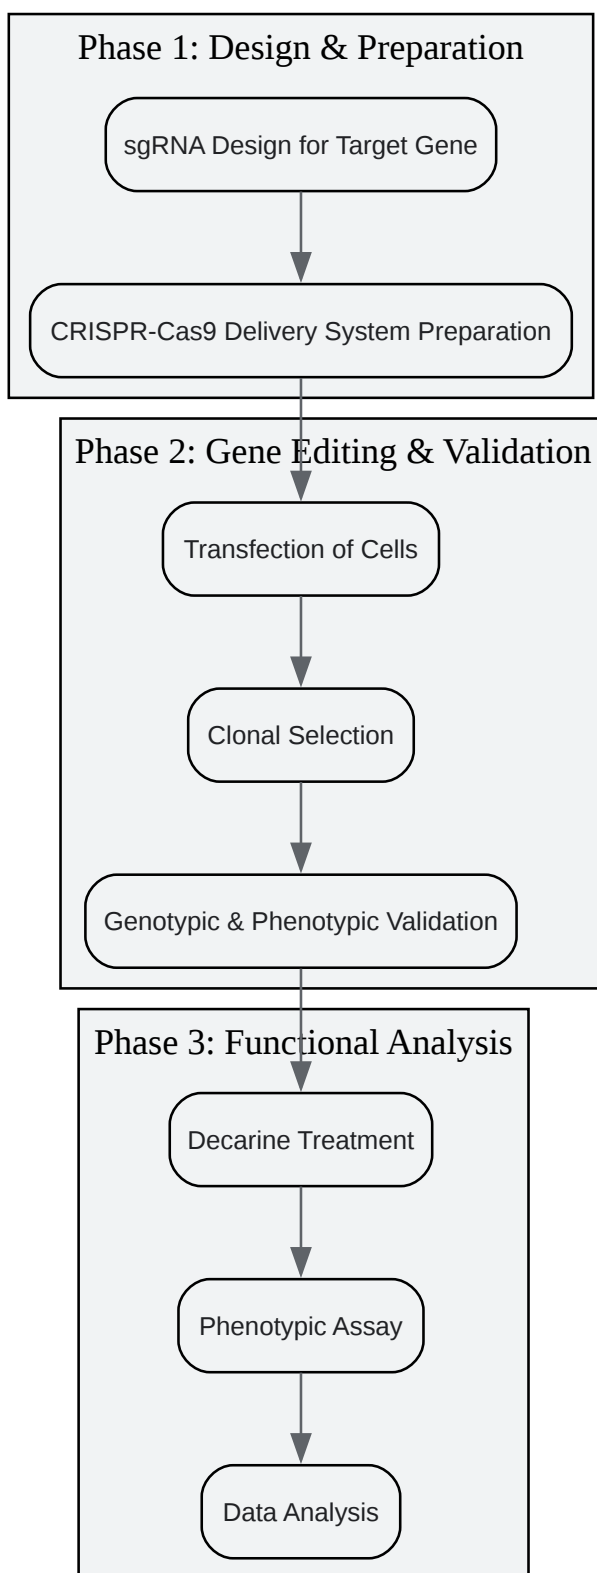 Phase 1: Design & Preparation
sgRNA Design for Target Gene
CRISPR-Cas9 Delivery System Preparation
Phase 2: Gene Editing & Validation
Transfection of Cells
Clonal Selection
Genotypic & Phenotypic Validation
Phase 3: Functional Analysis
Decarine Treatment
Phenotypic Assay
Data Analysis